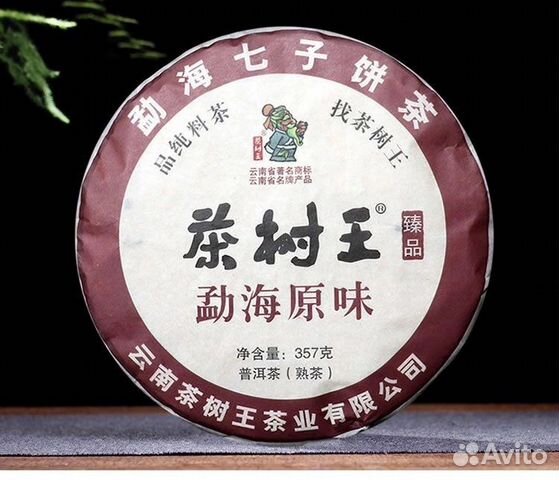 勐海七子饼茶
品纯料茶
找茶树王
茶树王
云南省著名商标
云南省名牌产品
茶树王®
臻品
勐海原味
净含量：357克
普洱茶（熟茶）
云南茶树王茶业有限公司
Avito